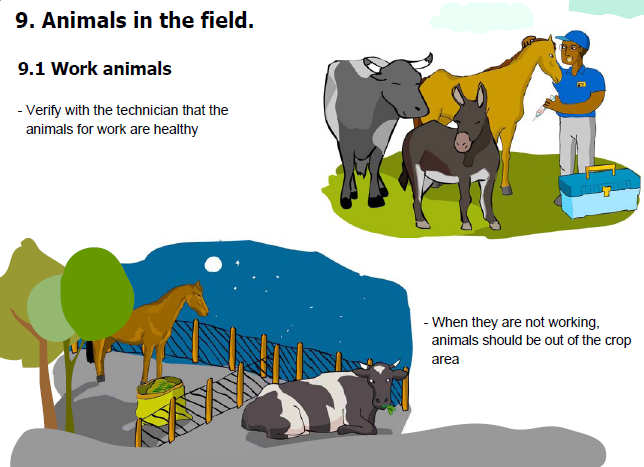 9. Animals in the field.
9.1 Work animals
- Verify with the technician that the
animals for work are healthy
- When they are not working,
animals should be out of the crop
area